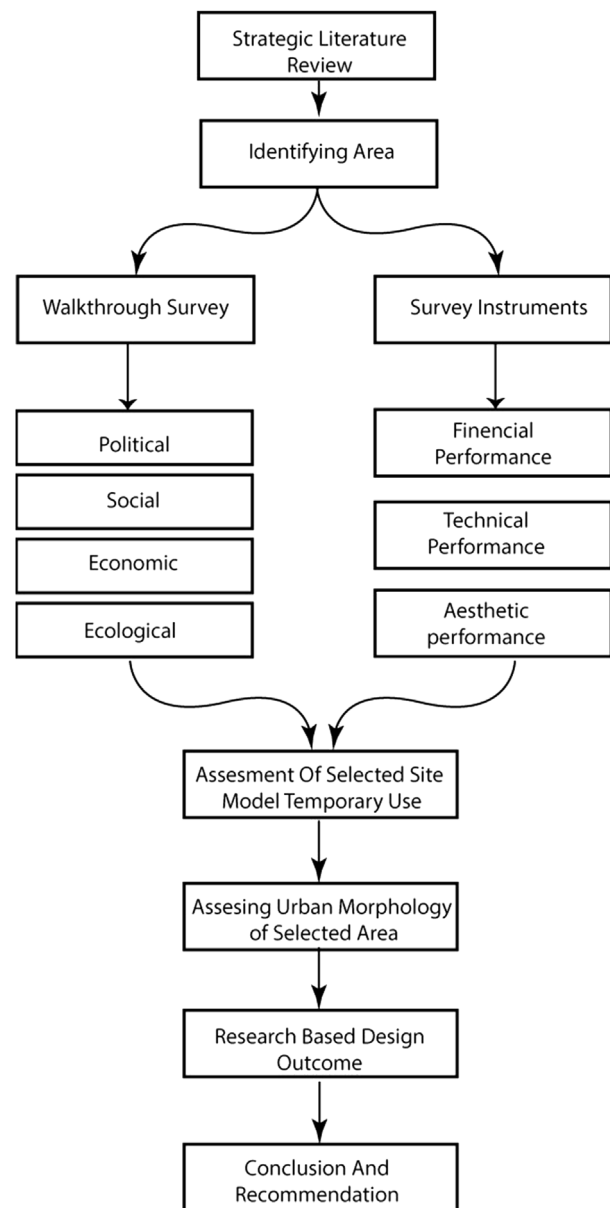 Strategic Literature
Review
Identifying Area
Walkthrough Survey
Survey Instruments
Political
Social
Economic
Ecological
Finencial
Performance
Technical
Performance
Aesthetic
performance
Assesment Of Selected Site
Model Temporary Use
Assesing Urban Morphology
of Selected Area
Research Based Design
Outcome
Conclusion And
Recommendation